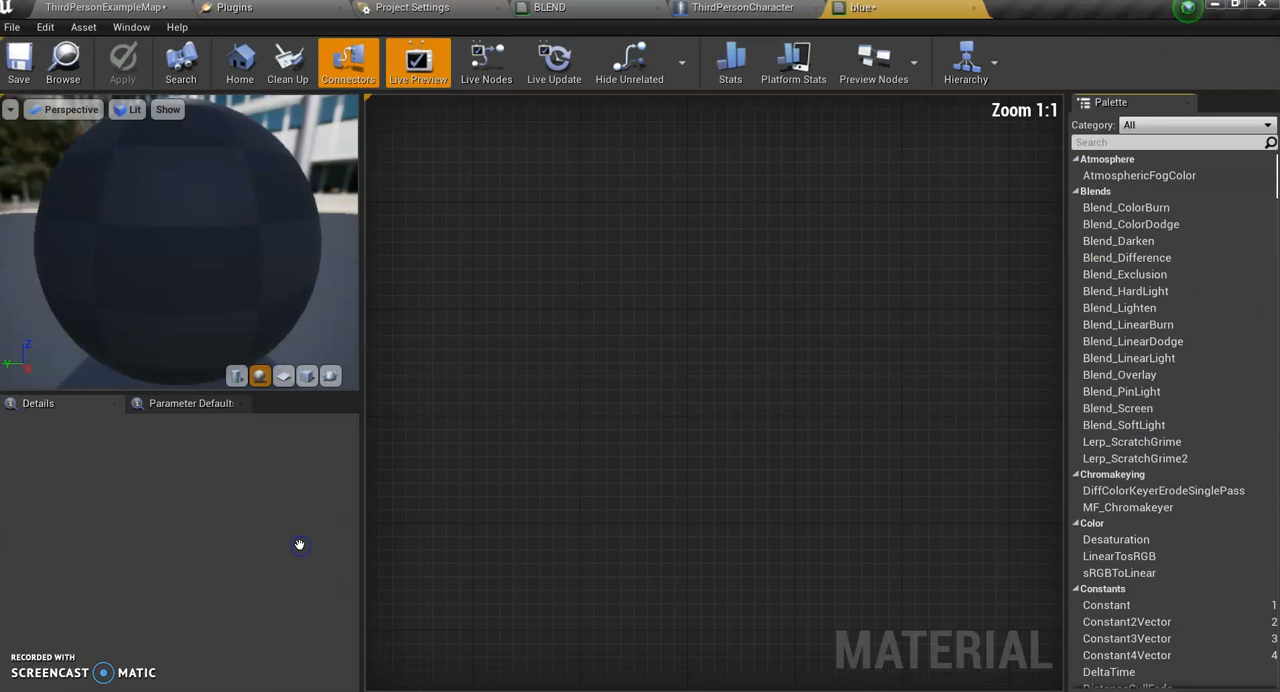 ThirdPersonExampleMap* Plugins Project Settings BLEND ThirdPersonCharacter blue*
File Edit Asset Window Help
Save Browse Apply Search Home Clean Up Connectors Live Preview Live Nodes Live Update Hide Unrelated Stats Platform Stats Preview Nodes Hierarchy
Perspective Lit Show
Zoom 1:1
Palette
Category: All
Search
Atmosphere
AtmosphericFogColor
Blends
Blend_ColorBurn
Blend_ColorDodge
Blend_Darken
Blend_Difference
Blend_Exclusion
Blend_HardLight
Blend_Lighten
Blend_LinearBurn
Blend_LinearDodge
Blend_LinearLight
Blend_Overlay
Blend_PinLight
Blend_Screen
Blend_SoftLight
Lerp_ScratchGrime
Lerp_ScratchGrime2
Chromakeying
DiffColorKeyerErodeSinglePass
MF_Chromakeyer
Color
Desaturation
LinearTosRGB
sRGBToLinear
Constants
Constant 1
Constant2Vector 2
Constant3Vector 3
Constant4Vector 4
DeltaTime
Z
Y
Details Parameter Default
MATERIAL
RECORDED WITH
SCREENCAST MATIC